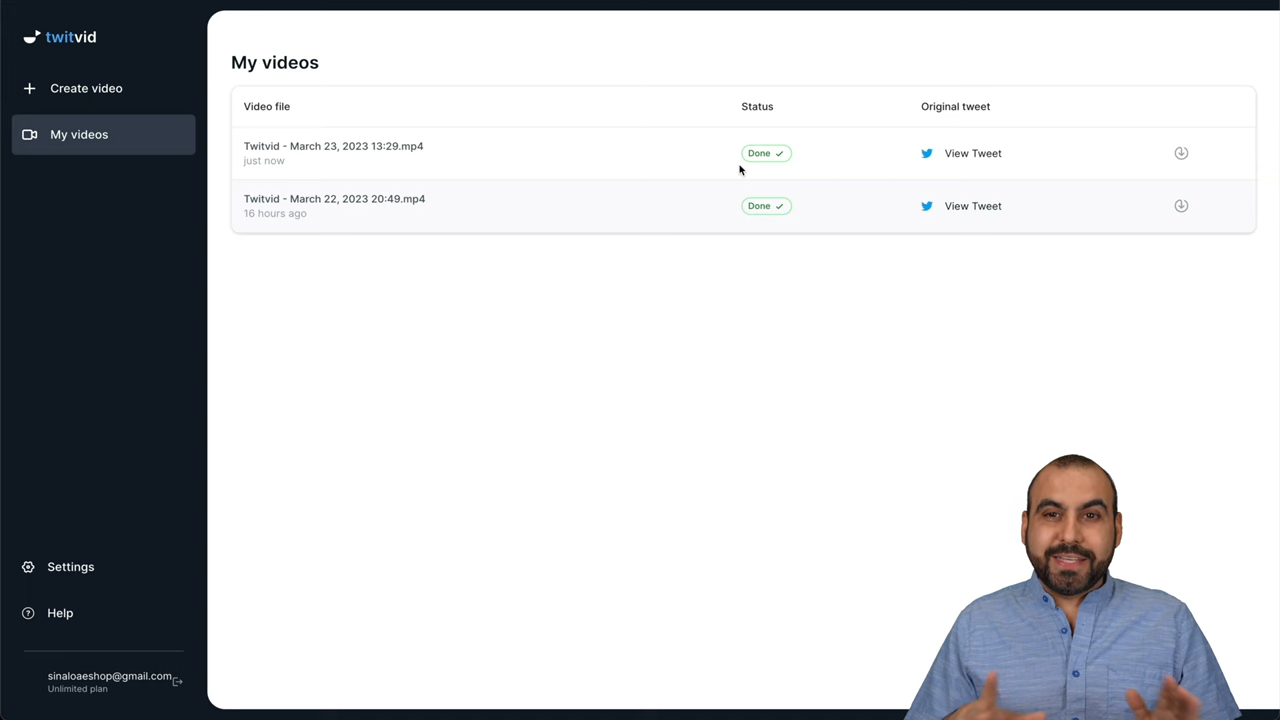 twitvid
Create video
My videos
Settings
Help
sinaloaeshop@gmail.com
Unlimited plan
My videos
Video file Status Original tweet
Twitvid - March 23, 2023 13:29.mp4
just now
Done
View Tweet
Twitvid - March 22, 2023 20:49.mp4
16 hours ago
Done
View Tweet